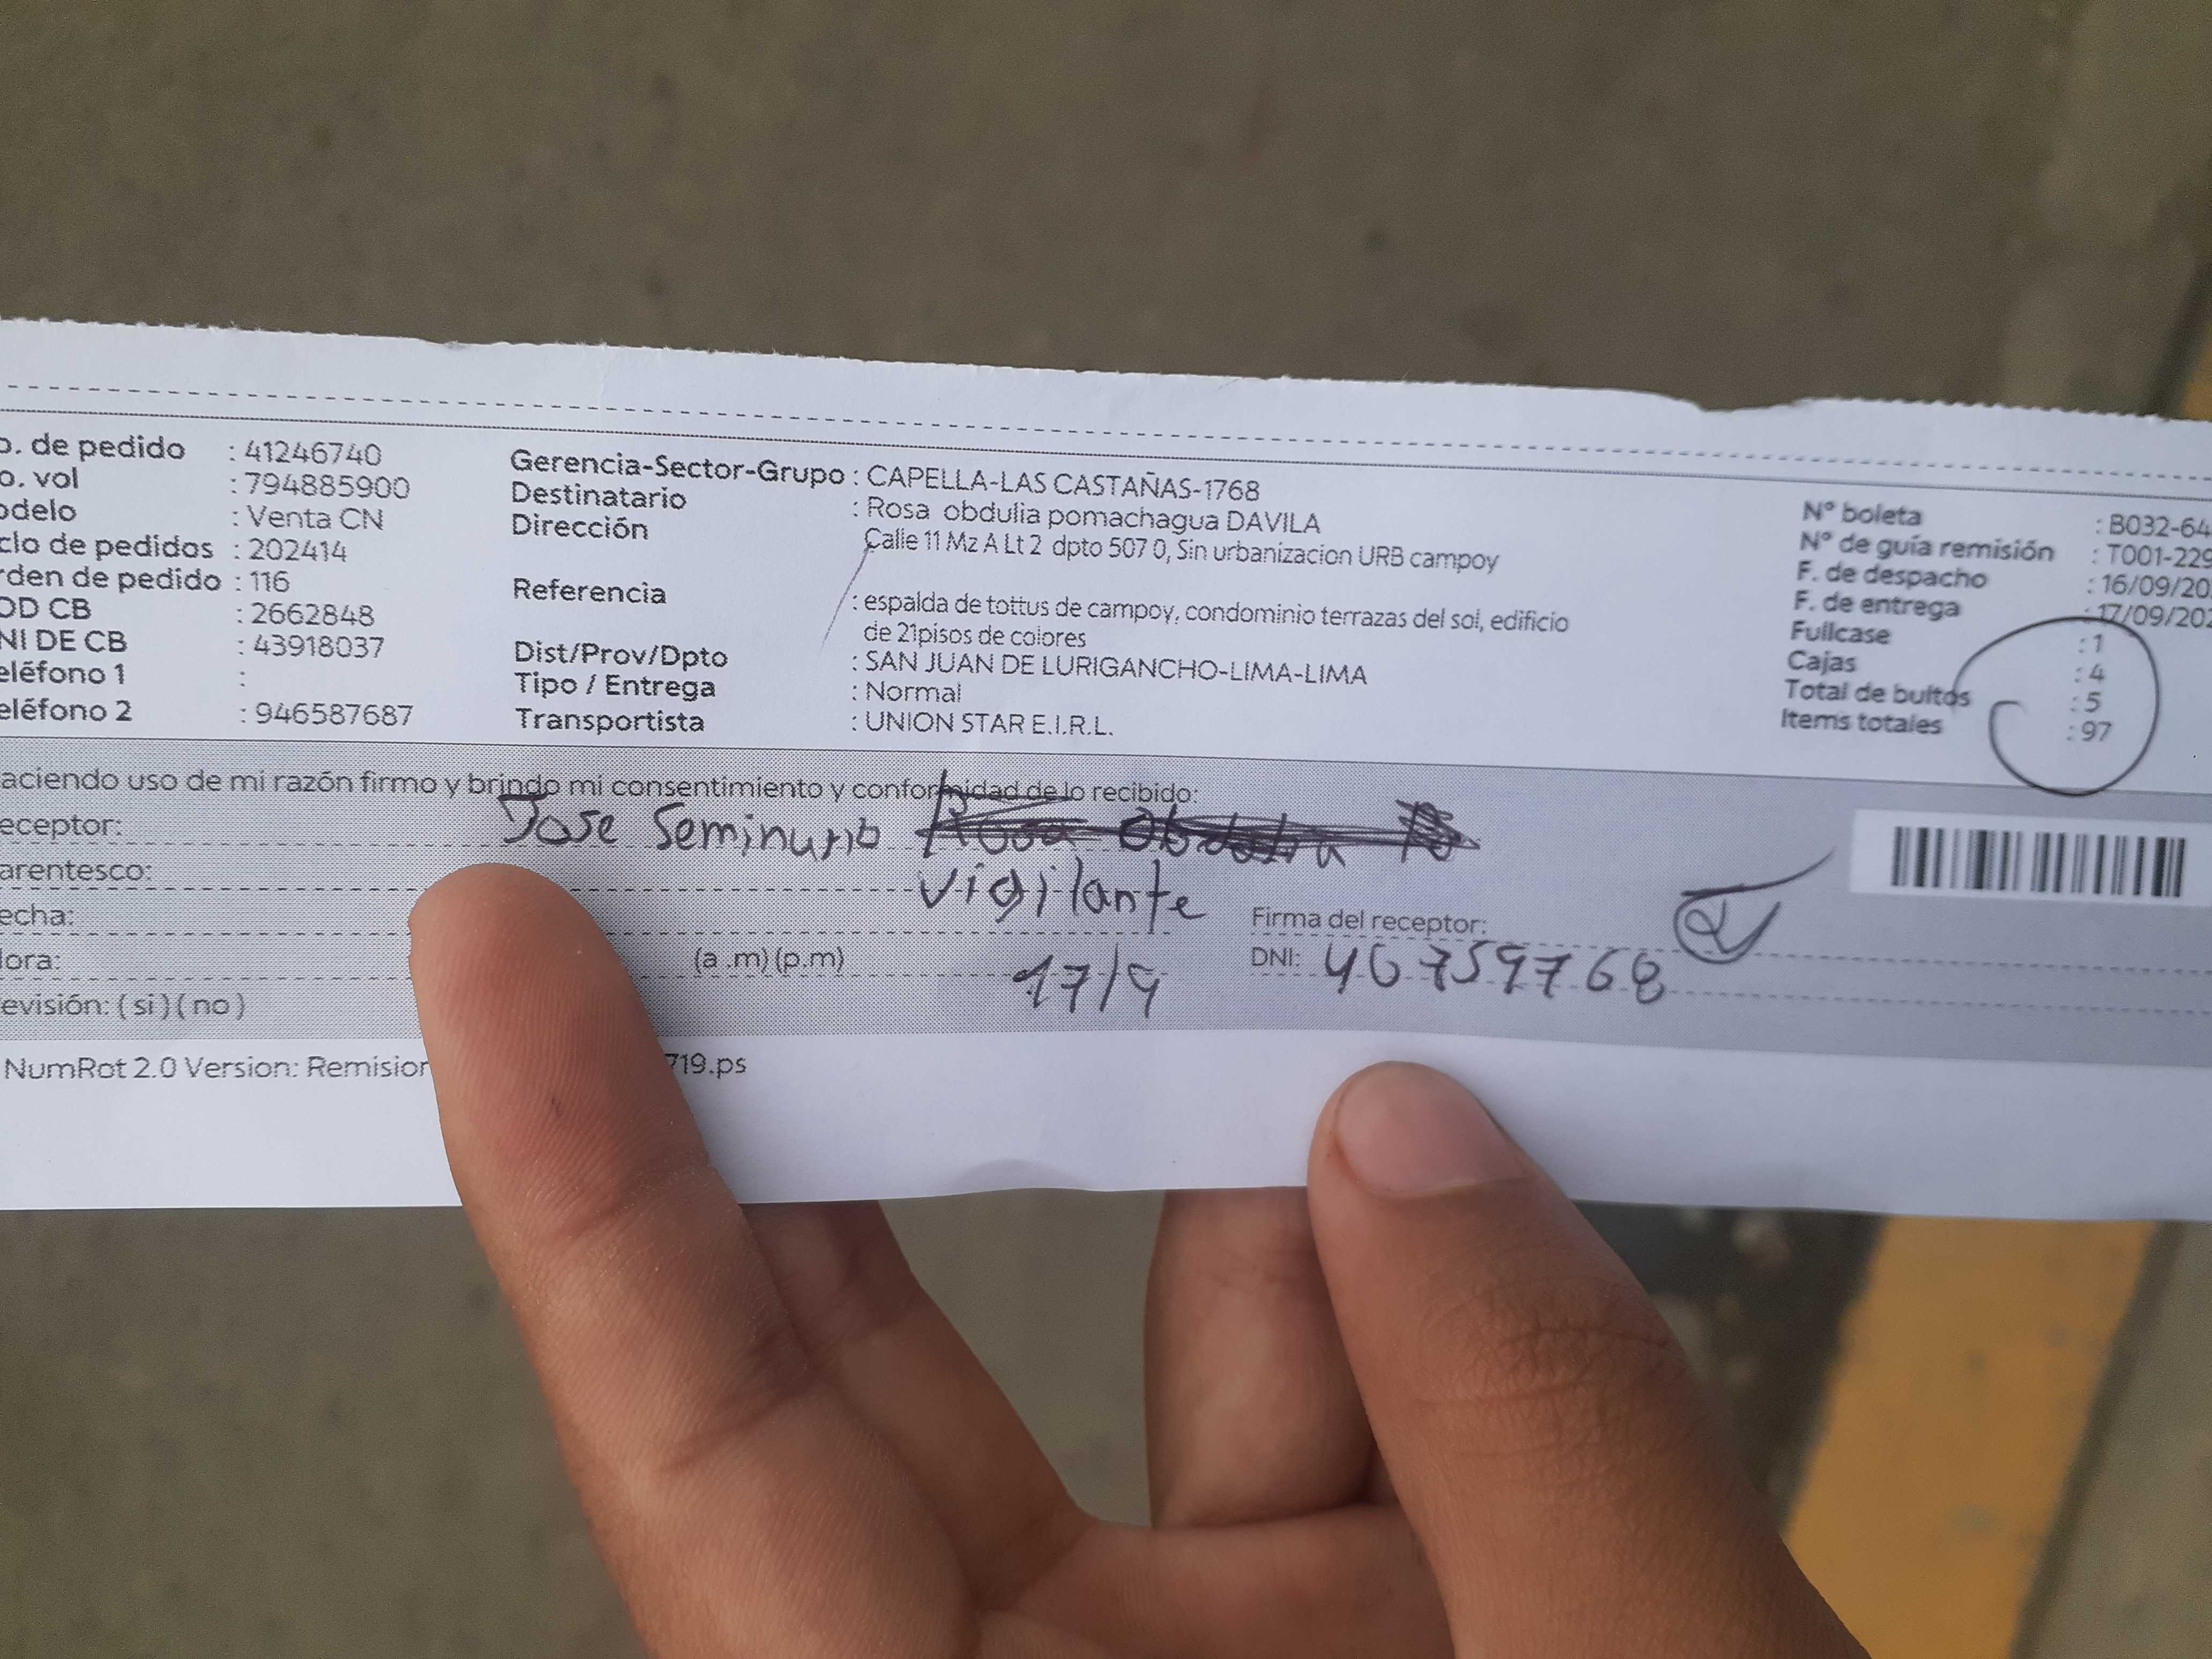 o. de pedido : 41246740
o. vol : 794885900
odelo : Venta CN
clo de pedidos : 202414
rden de pedido : 116
OD CB : 2662848
NI DE CB : 43918037
eléfono 1 :
eléfono 2 : 946587687
Gerencia-Sector-Grupo : CAPELLA-LAS CASTAÑAS-1768
Destinatario : Rosa obdulia pomachagua DAVILA
Dirección Calle 11 Mz A Lt 2 dpto 507 0, Sin urbanizacion URB campoy
Referencia : espalda de tottus de campoy, condominio terrazas del sol, edificio
de 21pisos de colores
Dist/Prov/Dpto : SAN JUAN DE LURIGANCHO-LIMA-LIMA
Tipo / Entrega : Normal
Transportista : UNION STAR E.I.R.L.
N° boleta : B032-64
N° de guía remisión : T001-229
F. de despacho : 16/09/20
F. de entrega : 17/09/202
Fullcase : 1
Cajas : 4
Total de bultos : 5
Items totales : 97
aciendo uso de mi razón firmo y brindo mi consentimiento y conformidad de lo recibido:
eceptor: Jose Seminurio
arentesco: vigilante
echa:
lora: (a .m) (p.m) 17/9
evisión: ( si ) ( no )
Firma del receptor:
DNI: 467597768
NumRot 2.0 Version: Remision 719.ps